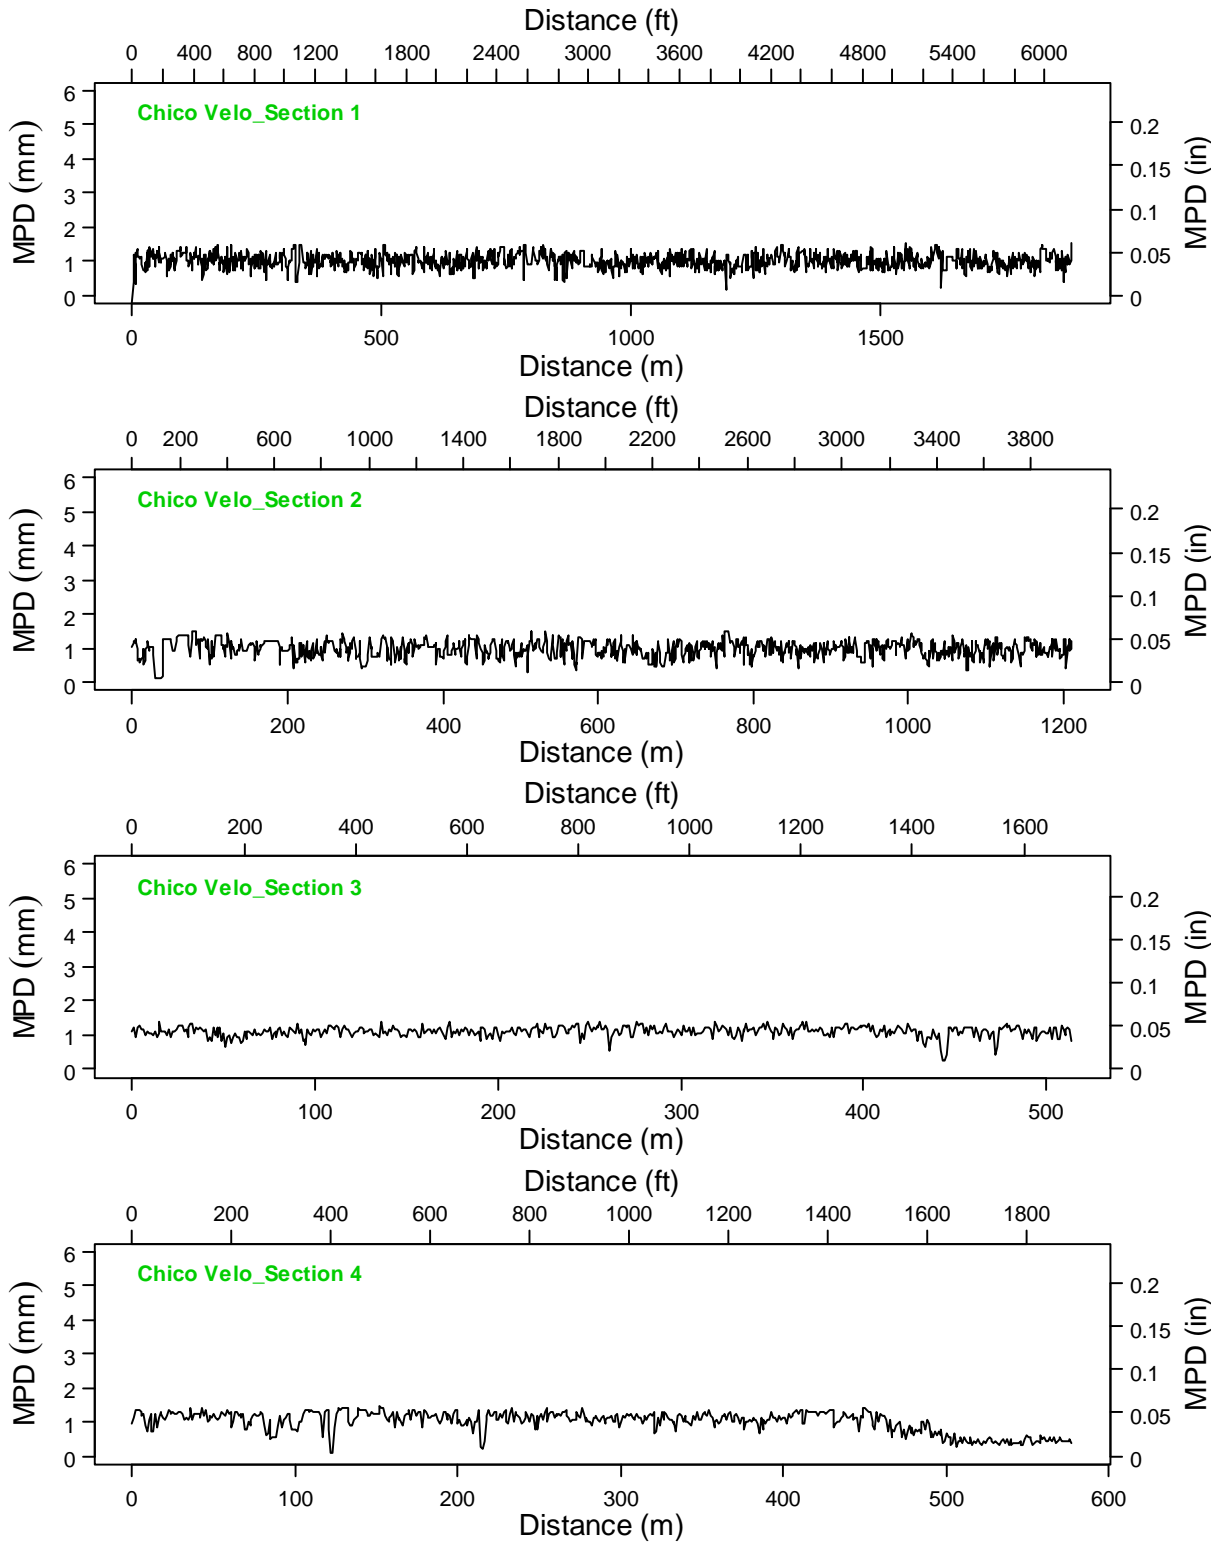 Distance (ft)
0 400 800 1200 1800 2400 3000 3600 4200 4800 5400 6000
Chico Velo_Section 1
MPD (mm)
6
5
4
3
2
1
0
0.2
0.15
0.1
0.05
0
MPD (in)
0 500 1000 1500
Distance (m)
Distance (ft)
0 200 600 1000 1400 1800 2200 2600 3000 3400 3800
Chico Velo_Section 2
MPD (mm)
6
5
4
3
2
1
0
0.2
0.15
0.1
0.05
0
MPD (in)
0 200 400 600 800 1000 1200
Distance (m)
Distance (ft)
0 200 400 600 800 1000 1200 1400 1600
Chico Velo_Section 3
MPD (mm)
6
5
4
3
2
1
0
0.2
0.15
0.1
0.05
0
MPD (in)
0 100 200 300 400 500
Distance (m)
Distance (ft)
0 200 400 600 800 1000 1200 1400 1600 1800
Chico Velo_Section 4
MPD (mm)
6
5
4
3
2
1
0
0.2
0.15
0.1
0.05
0
MPD (in)
0 100 200 300 400 500 600
Distance (m)